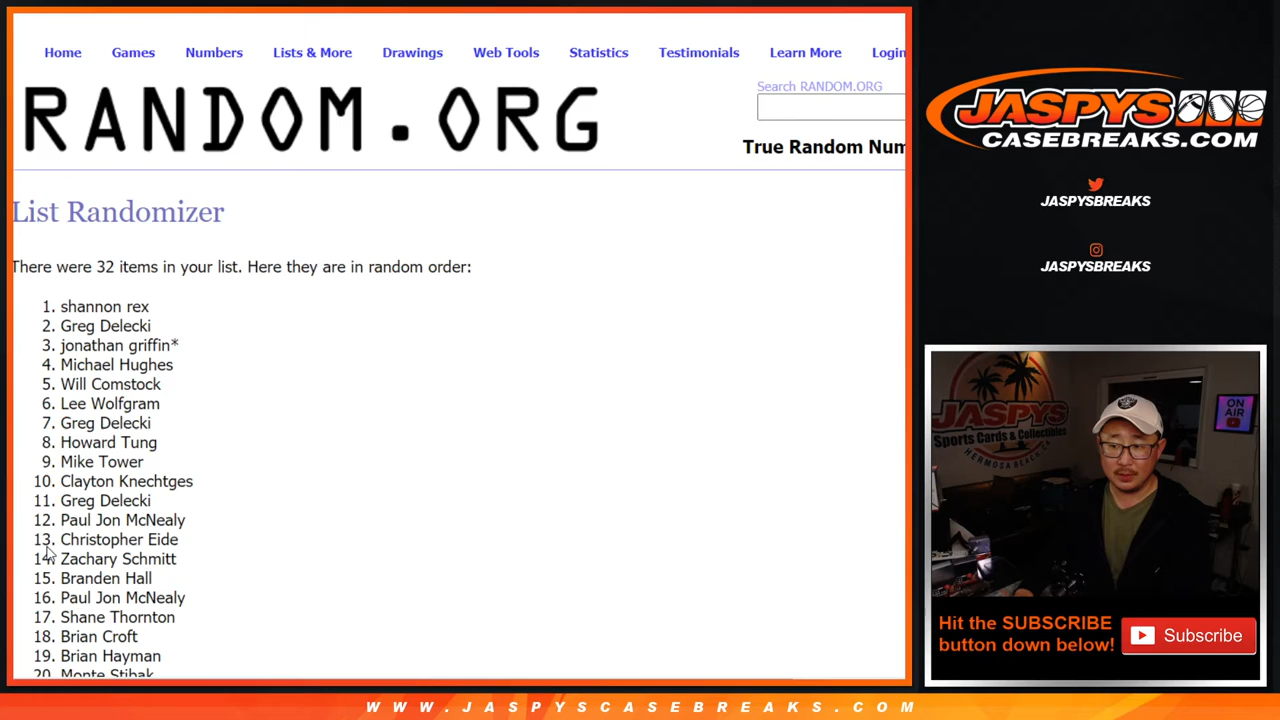 Home Games Numbers Lists & More Drawings Web Tools Statistics Testimonials Learn More Login
RANDOM.ORG
Search RANDOM.ORG
True Random Num
List Randomizer
There were 32 items in your list. Here they are in random order:
1. shannon rex
2. Greg Delecki
3. jonathan griffin*
4. Michael Hughes
5. Will Comstock
6. Lee Wolfgram
7. Greg Delecki
8. Howard Tung
9. Mike Tower
10. Clayton Knechtges
11. Greg Delecki
12. Paul Jon McNealy
13. Christopher Eide
14. Zachary Schmitt
15. Branden Hall
16. Paul Jon McNealy
17. Shane Thornton
18. Brian Croft
19. Brian Hayman
20. Monte Stibak
JASPYS
CASEBREAKS.COM
JASPYSBREAKS
JASPYSBREAKS
JASPYS
Sports Cards & Collectibles
HERMOSA BEACH, CA
ON AIR
Hit the SUBSCRIBE
button down below!
Subscribe
WWW.JASPYSCASEBREAKS.COM